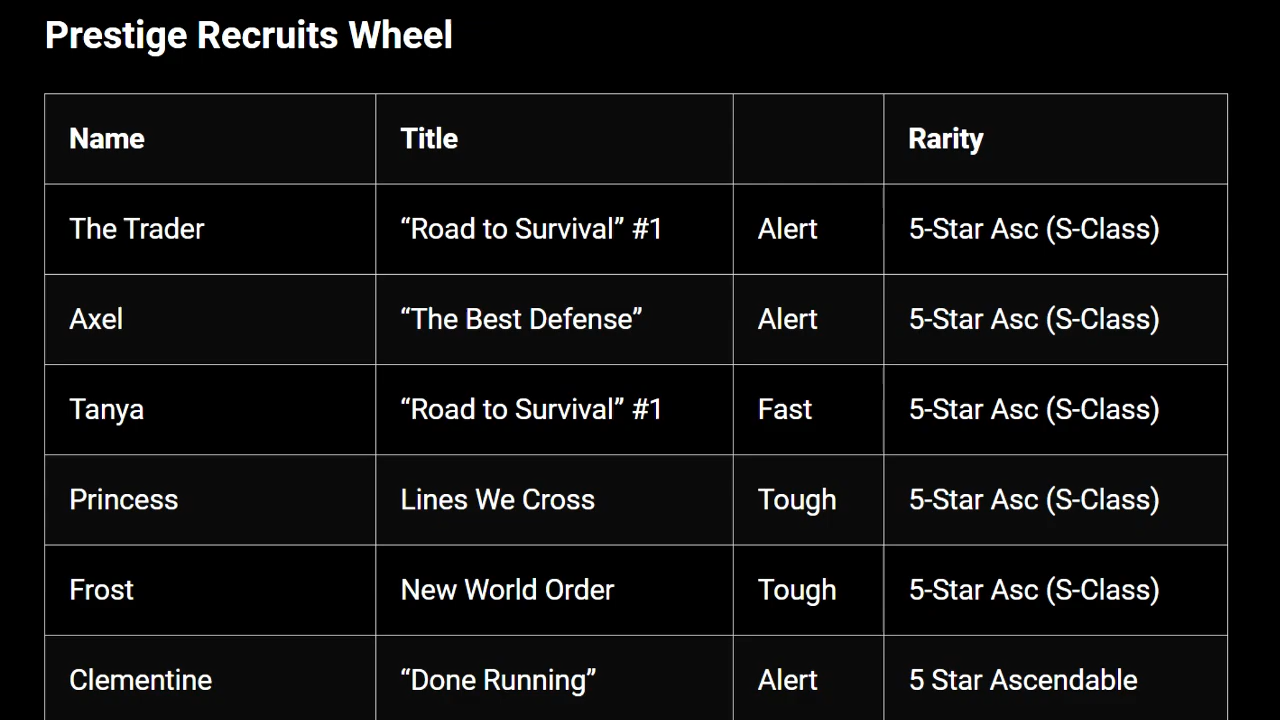 Prestige Recruits Wheel
Name Title Rarity
The Trader “Road to Survival” #1 Alert 5-Star Asc (S-Class)
Axel “The Best Defense” Alert 5-Star Asc (S-Class)
Tanya “Road to Survival” #1 Fast 5-Star Asc (S-Class)
Princess Lines We Cross Tough 5-Star Asc (S-Class)
Frost New World Order Tough 5-Star Asc (S-Class)
Clementine “Done Running” Alert 5 Star Ascendable